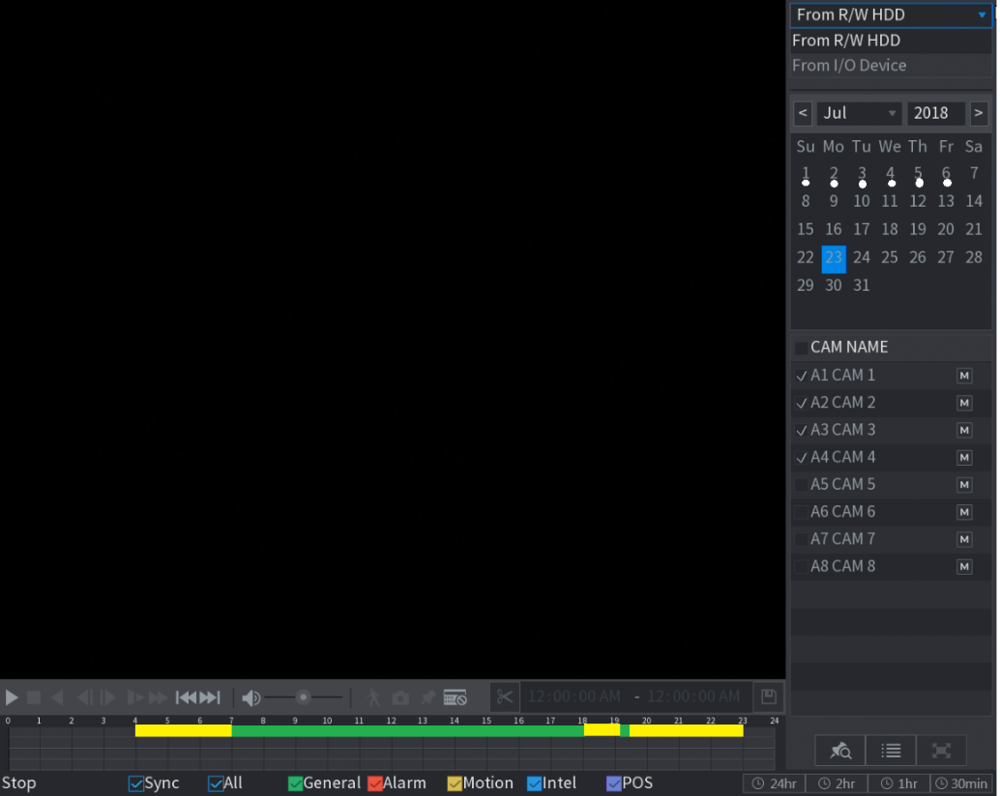 From R/W HDD
From R/W HDD
From I/O Device
< Jul 2018 >
Su Mo Tu We Th Fr Sa
1 2 3 4 5 6 7
8 9 10 11 12 13 14
15 16 17 18 19 20 21
22 23 24 25 26 27 28
29 30 31
CAM NAME
A1 CAM 1 M
A2 CAM 2 M
A3 CAM 3 M
A4 CAM 4 M
A5 CAM 5 M
A6 CAM 6 M
A7 CAM 7 M
A8 CAM 8 M
12:00:00 AM - 12:00:00 AM
0 1 2 3 4 5 6 7 8 9 10 11 12 13 14 15 16 17 18 19 20 21 22 23 24
Stop Sync All General Alarm Motion Intel POS 24hr 2hr 1hr 30min